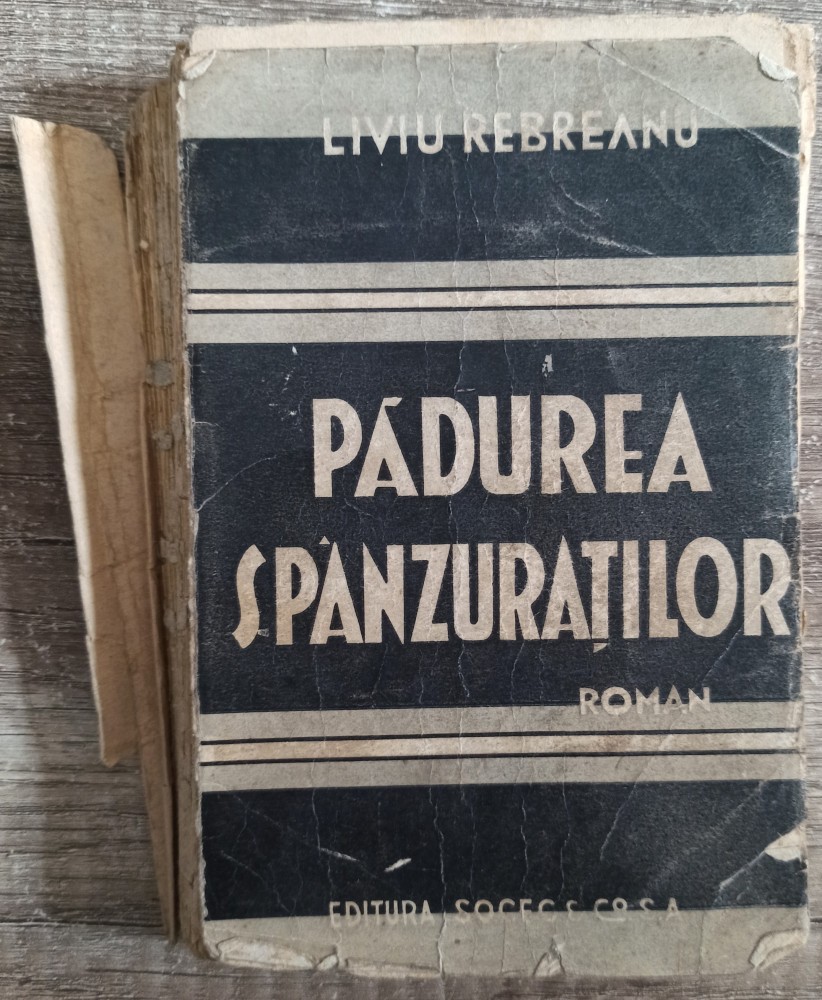 LIVIU REBREANU
PĂDUREA
SPÂNZURAȚILOR
ROMAN
EDITURA SOCEC & Co. S.A.